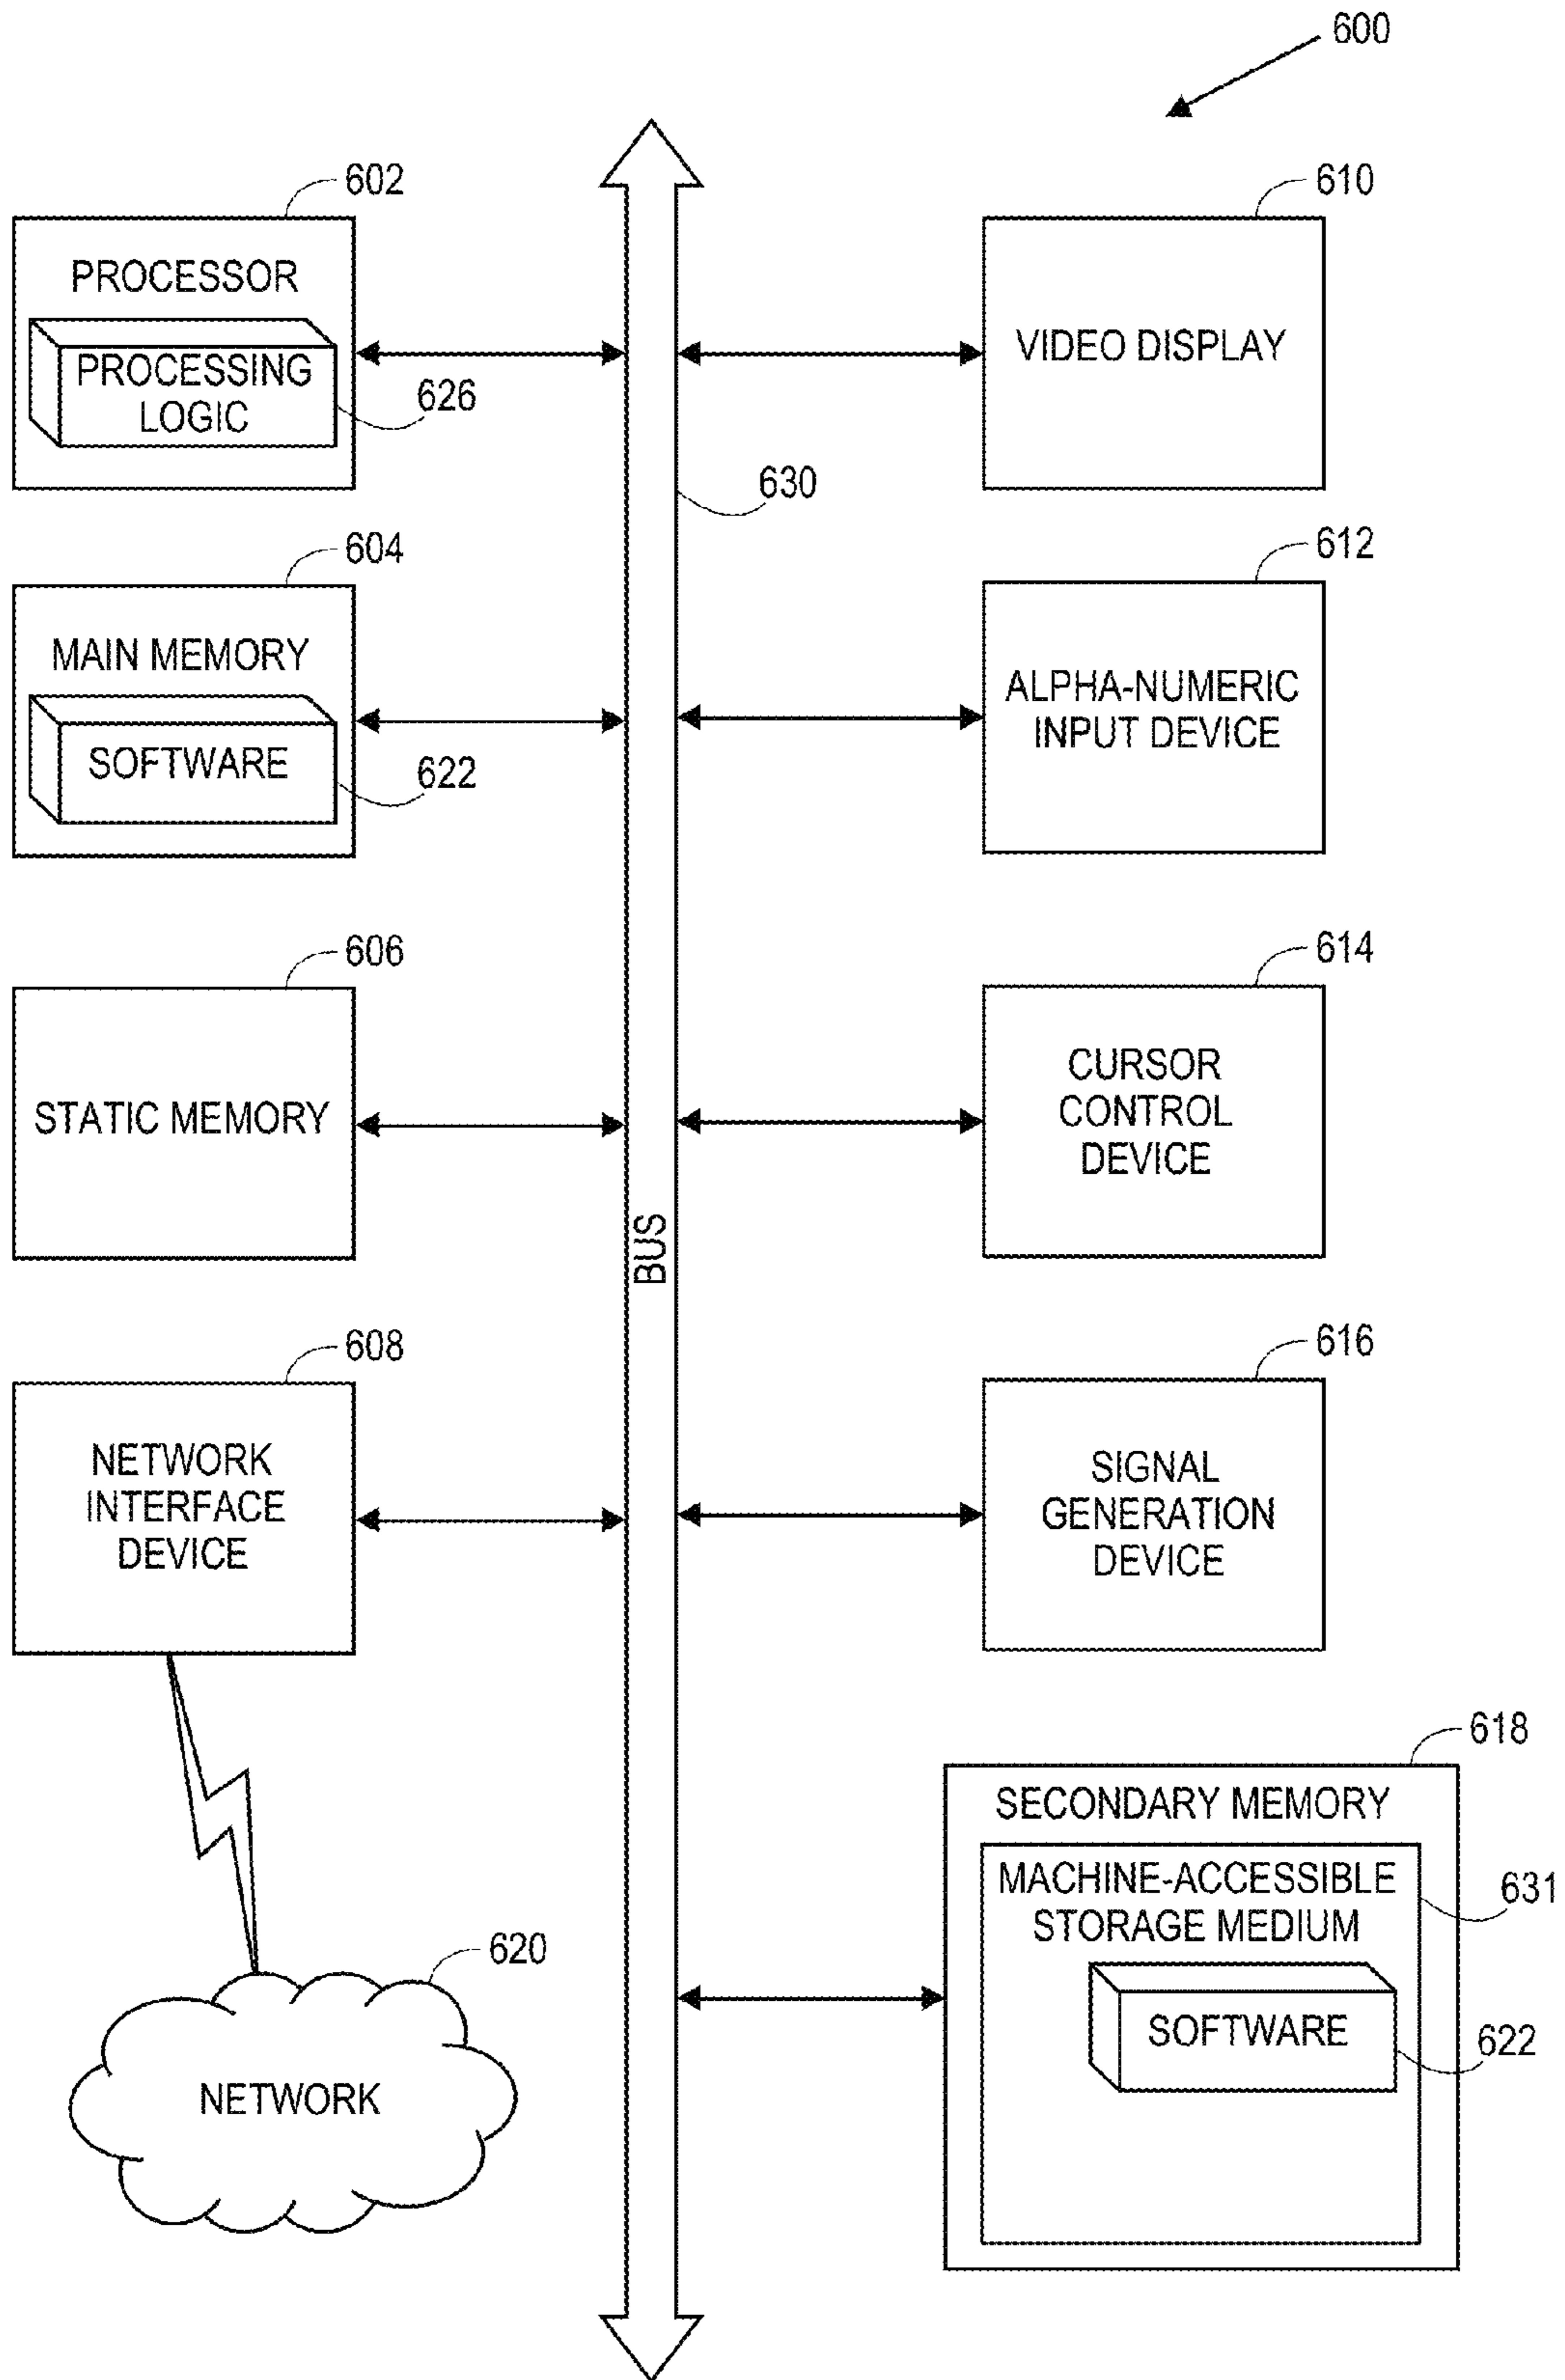 600
602
PROCESSOR
PROCESSING
LOGIC
626
610
VIDEO DISPLAY
630
604
MAIN MEMORY
SOFTWARE
622
612
ALPHA-NUMERIC
INPUT DEVICE
606
STATIC MEMORY
614
CURSOR
CONTROL
DEVICE
BUS
608
NETWORK
INTERFACE
DEVICE
616
SIGNAL
GENERATION
DEVICE
620
NETWORK
618
SECONDARY MEMORY
MACHINE-ACCESSIBLE
STORAGE MEDIUM
631
SOFTWARE
622